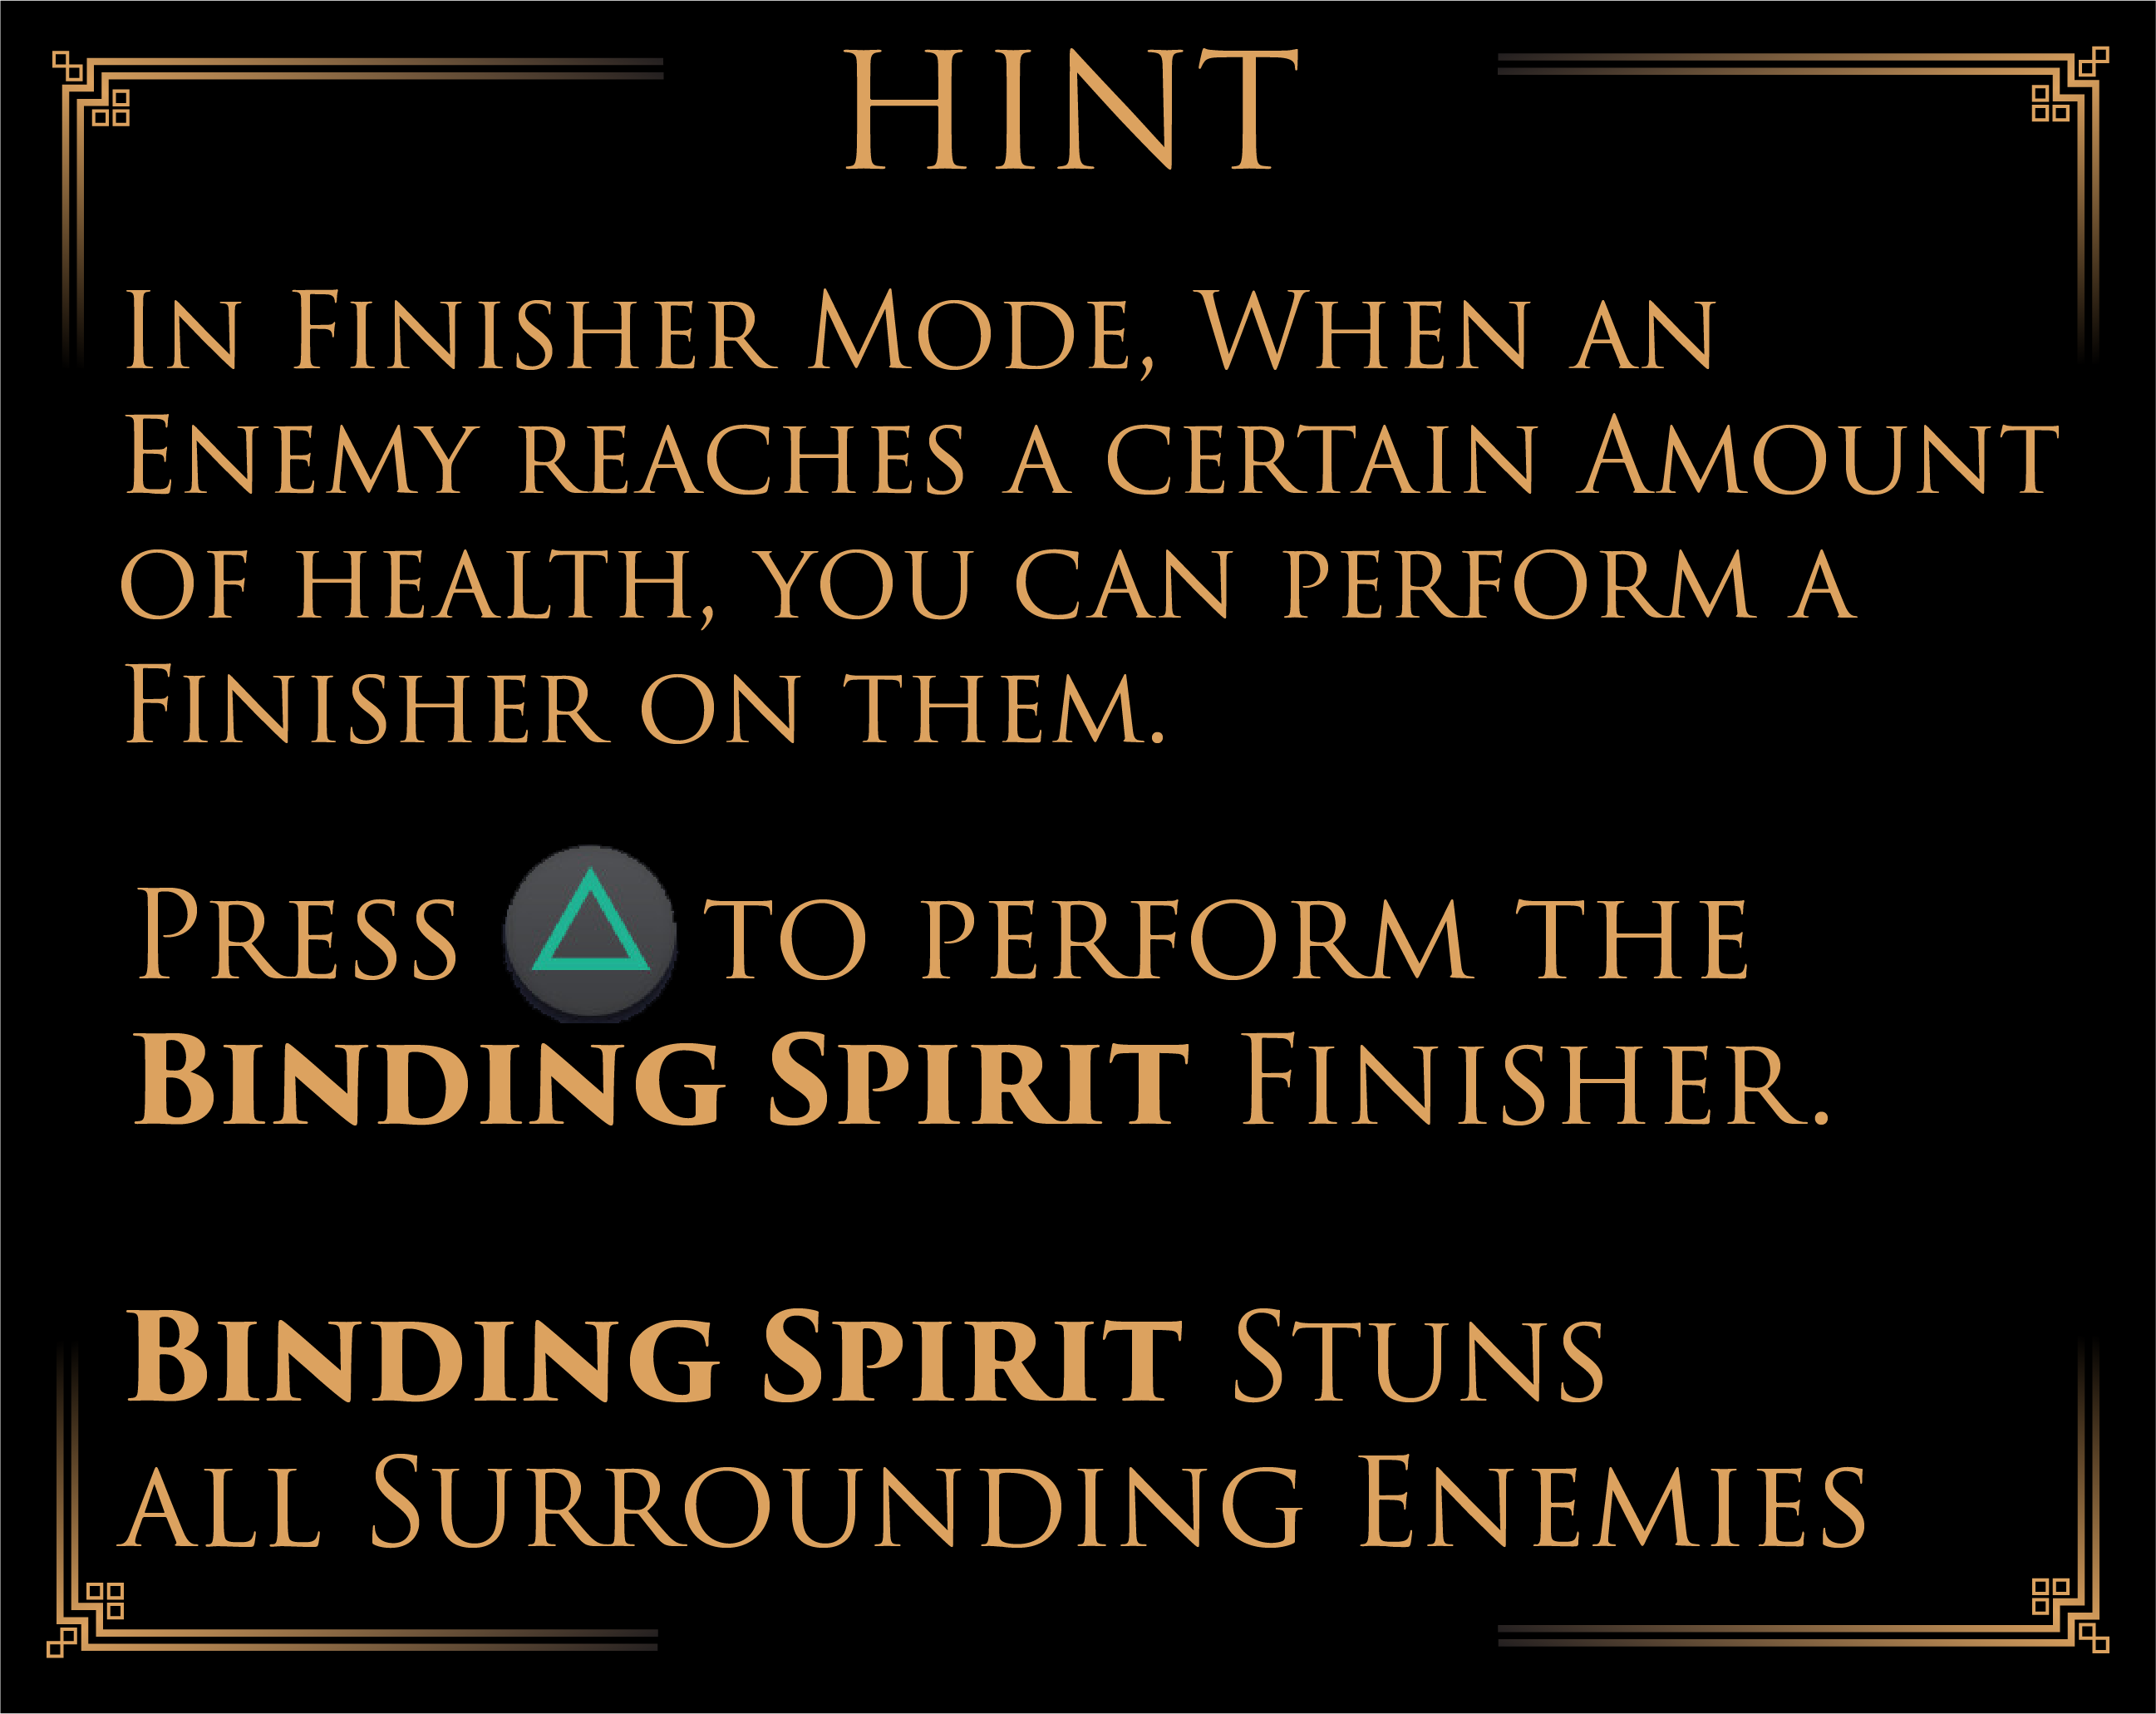 HINT
In Finisher Mode, When an
Enemy reaches a certain Amount
of health, you can perform a
Finisher on them.
Press to perform the
Binding Spirit Finisher.
Binding Spirit Stuns
all Surrounding Enemies